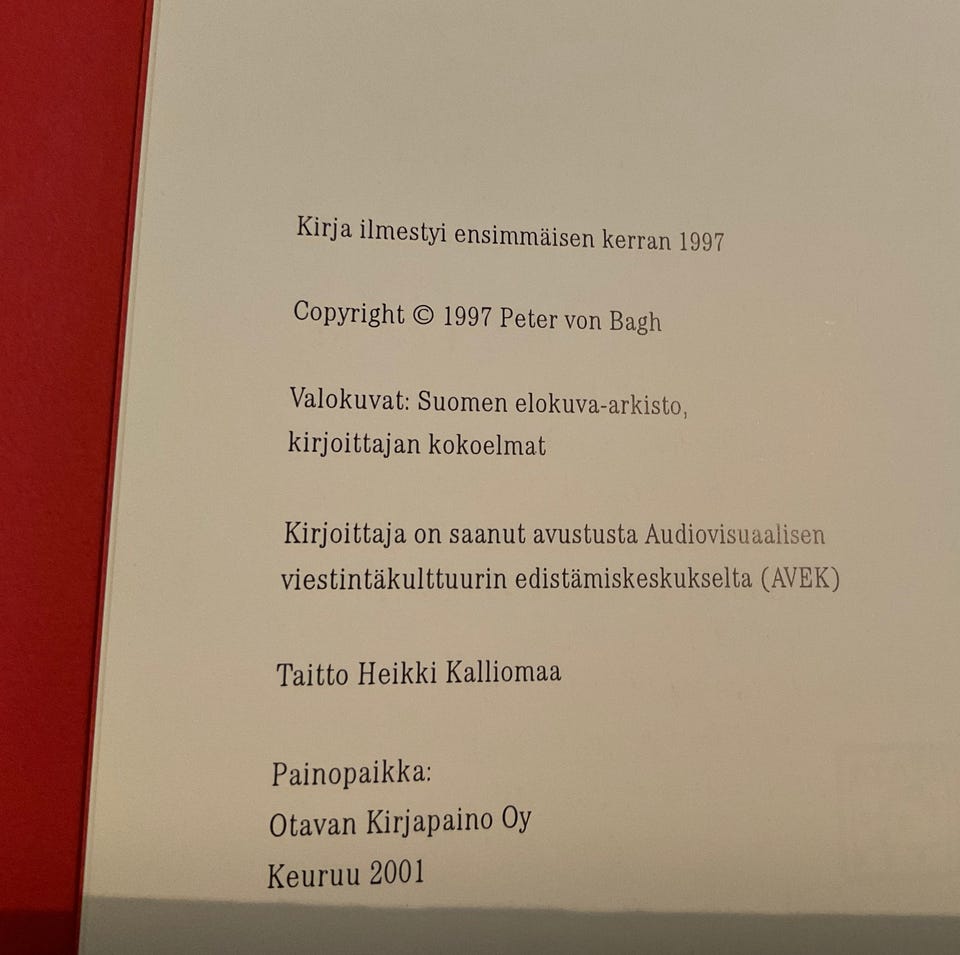 Kirja ilmestyi ensimmäisen kerran 1997
Copyright © 1997 Peter von Bagh
Valokuvat: Suomen elokuva-arkisto,
kirjoittajan kokoelmat
Kirjoittaja on saanut avustusta Audiovisuaalisen
viestintäkulttuurin edistämiskeskukselta (AVEK)
Taitto Heikki Kalliomaa
Painopaikka:
Otavan Kirjapaino Oy
Keuruu 2001